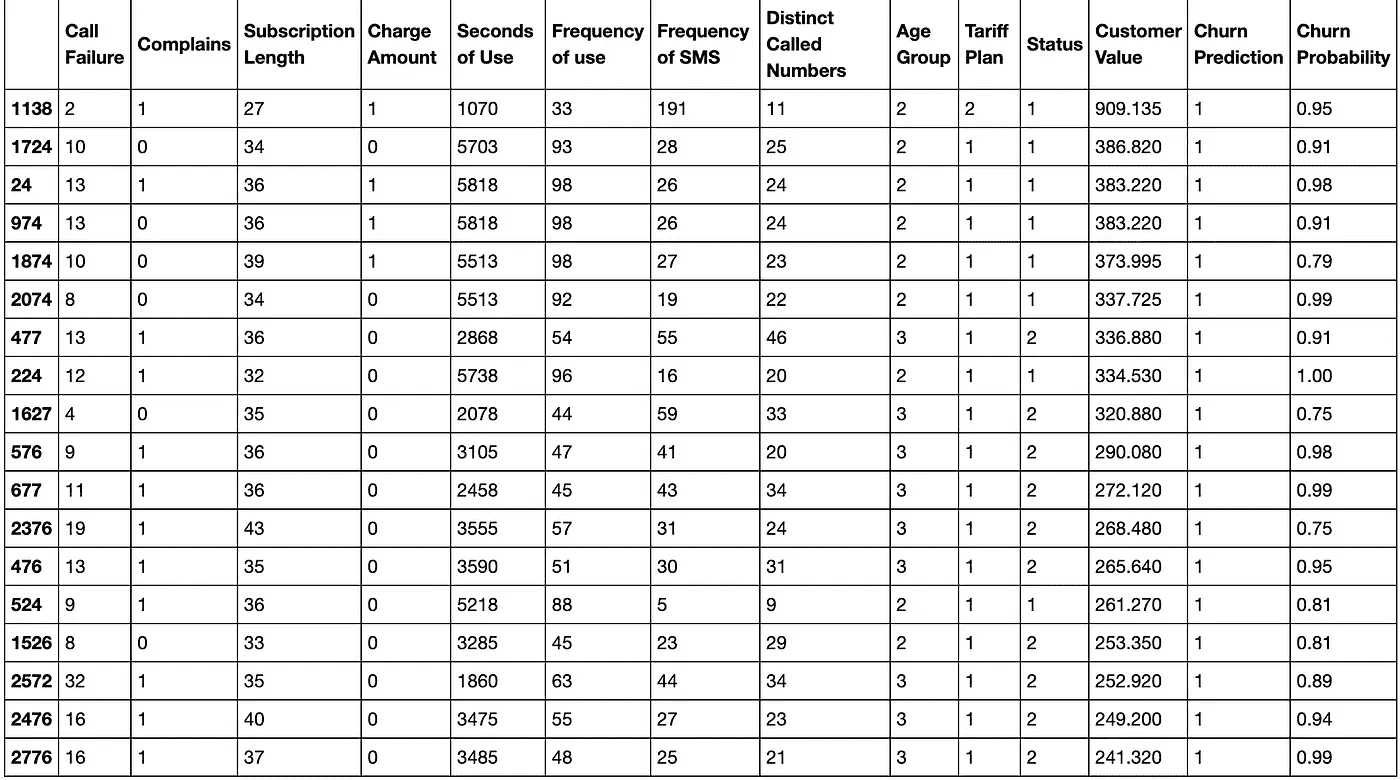 Call Failure Complains Subscription Length Charge Amount Seconds of Use Frequency of use Frequency of SMS Distinct Called Numbers Age Group Tariff Plan Status Customer Value Churn Prediction Churn Probability
1138 2 1 27 1 1070 33 191 11 2 2 1 909.135 1 0.95
1724 10 0 34 0 5703 93 28 25 2 1 1 386.820 1 0.91
24 13 1 36 1 5818 98 26 24 2 1 1 383.220 1 0.98
974 13 0 36 1 5818 98 26 24 2 1 1 383.220 1 0.91
1874 10 0 39 1 5513 98 27 23 2 1 1 373.995 1 0.79
2074 8 0 34 0 5513 92 19 22 2 1 1 337.725 1 0.99
477 13 1 36 0 2868 54 55 46 3 1 2 336.880 1 0.91
224 12 1 32 0 5738 96 16 20 2 1 1 334.530 1 1.00
1627 4 0 35 0 2078 44 59 33 3 1 2 320.880 1 0.75
576 9 1 36 0 3105 47 41 20 3 1 2 290.080 1 0.98
677 11 1 36 0 2458 45 43 34 3 1 2 272.120 1 0.99
2376 19 1 43 0 3555 57 31 24 3 1 2 268.480 1 0.75
476 13 1 35 0 3590 51 30 31 3 1 2 265.640 1 0.95
524 9 1 36 0 5218 88 5 9 2 1 1 261.270 1 0.81
1526 8 0 33 0 3285 45 23 29 2 1 2 253.350 1 0.81
2572 32 1 35 0 1860 63 44 34 3 1 2 252.920 1 0.89
2476 16 1 40 0 3475 55 27 23 3 1 2 249.200 1 0.94
2776 16 1 37 0 3485 48 25 21 3 1 2 241.320 1 0.99